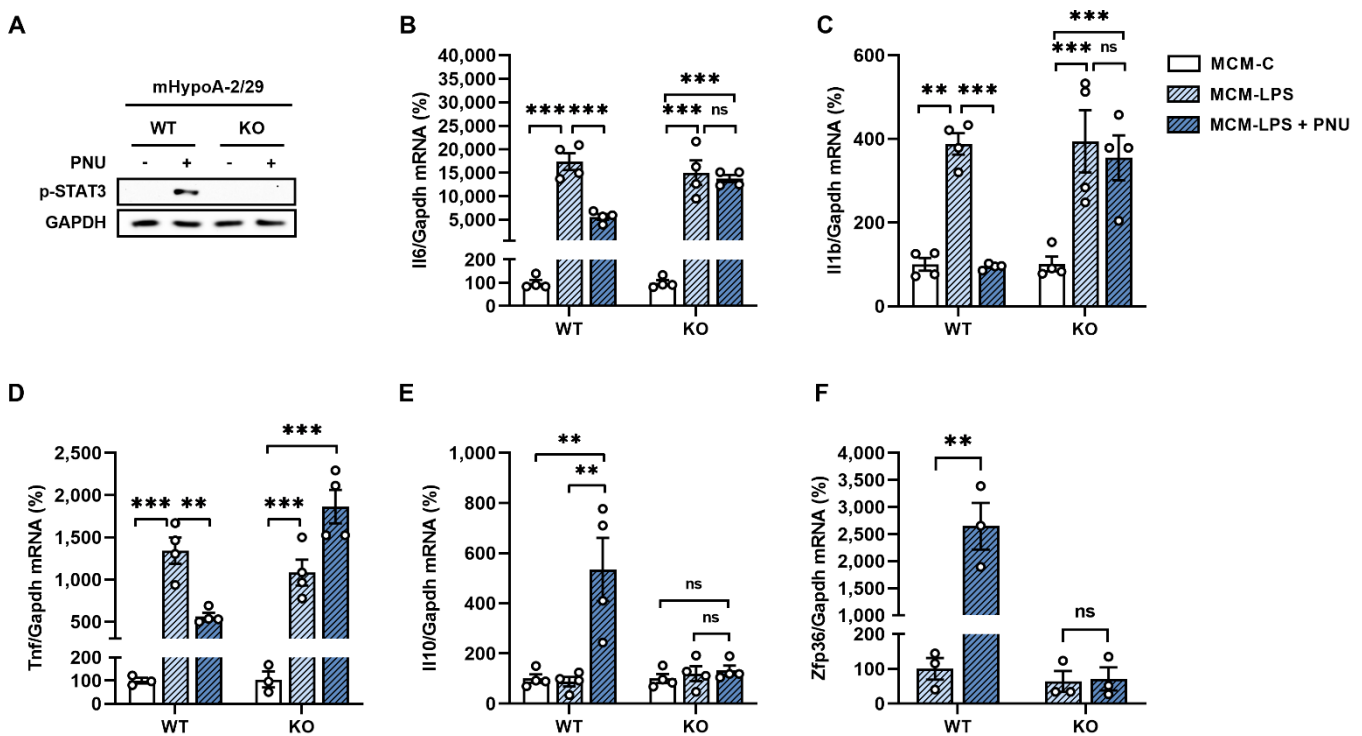 A
mHypoA-2/29
WT KO
PNU - + - +
p-STAT3
GAPDH
B
Il6/Gapdh mRNA (%)
40,000
35,000
30,000
25,000
20,000
15,000
10,000
5,000
100
0
*** *** *** *** ns
WT KO
C
Il1b/Gapdh mRNA (%)
600
400
200
0
** *** *** *** ns
WT KO
MCM-C
MCM-LPS
MCM-LPS + PNU
D
Tnf/Gapdh mRNA (%)
2,500
2,000
1,500
1,000
500
200
100
0
*** ** *** ***
WT KO
E
Il10/Gapdh mRNA (%)
1,000
800
600
400
200
0
** ** ns ns
WT KO
F
Zfp36/Gapdh mRNA (%)
4,000
3,500
3,000
2,500
2,000
1,500
1,000
200
100
0
** ns
WT KO